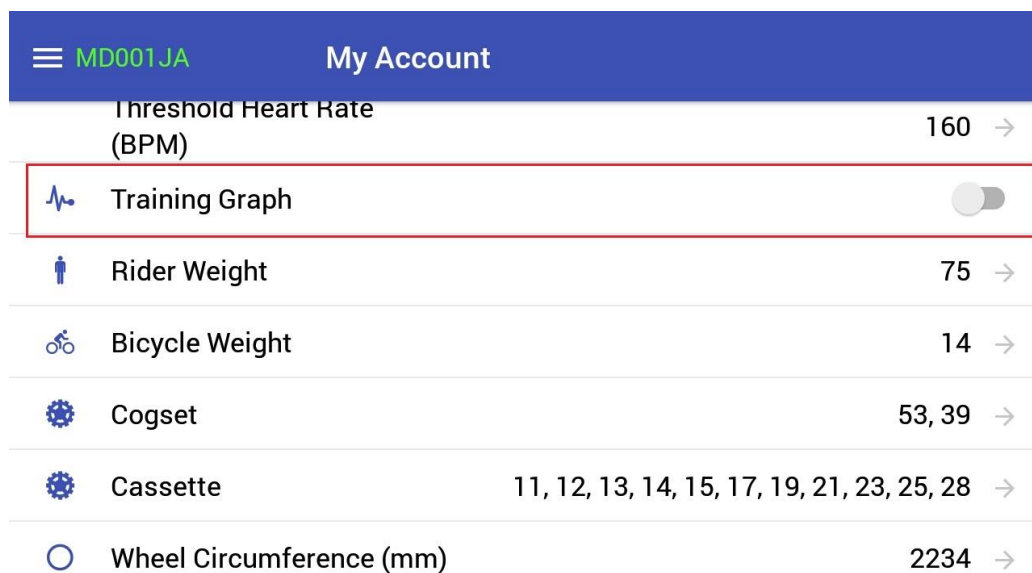 MD001JA My Account
Threshold Heart Rate
(BPM) 160
Training Graph
Rider Weight 75
Bicycle Weight 14
Cogset 53, 39
Cassette 11, 12, 13, 14, 15, 17, 19, 21, 23, 25, 28
Wheel Circumference (mm) 2234